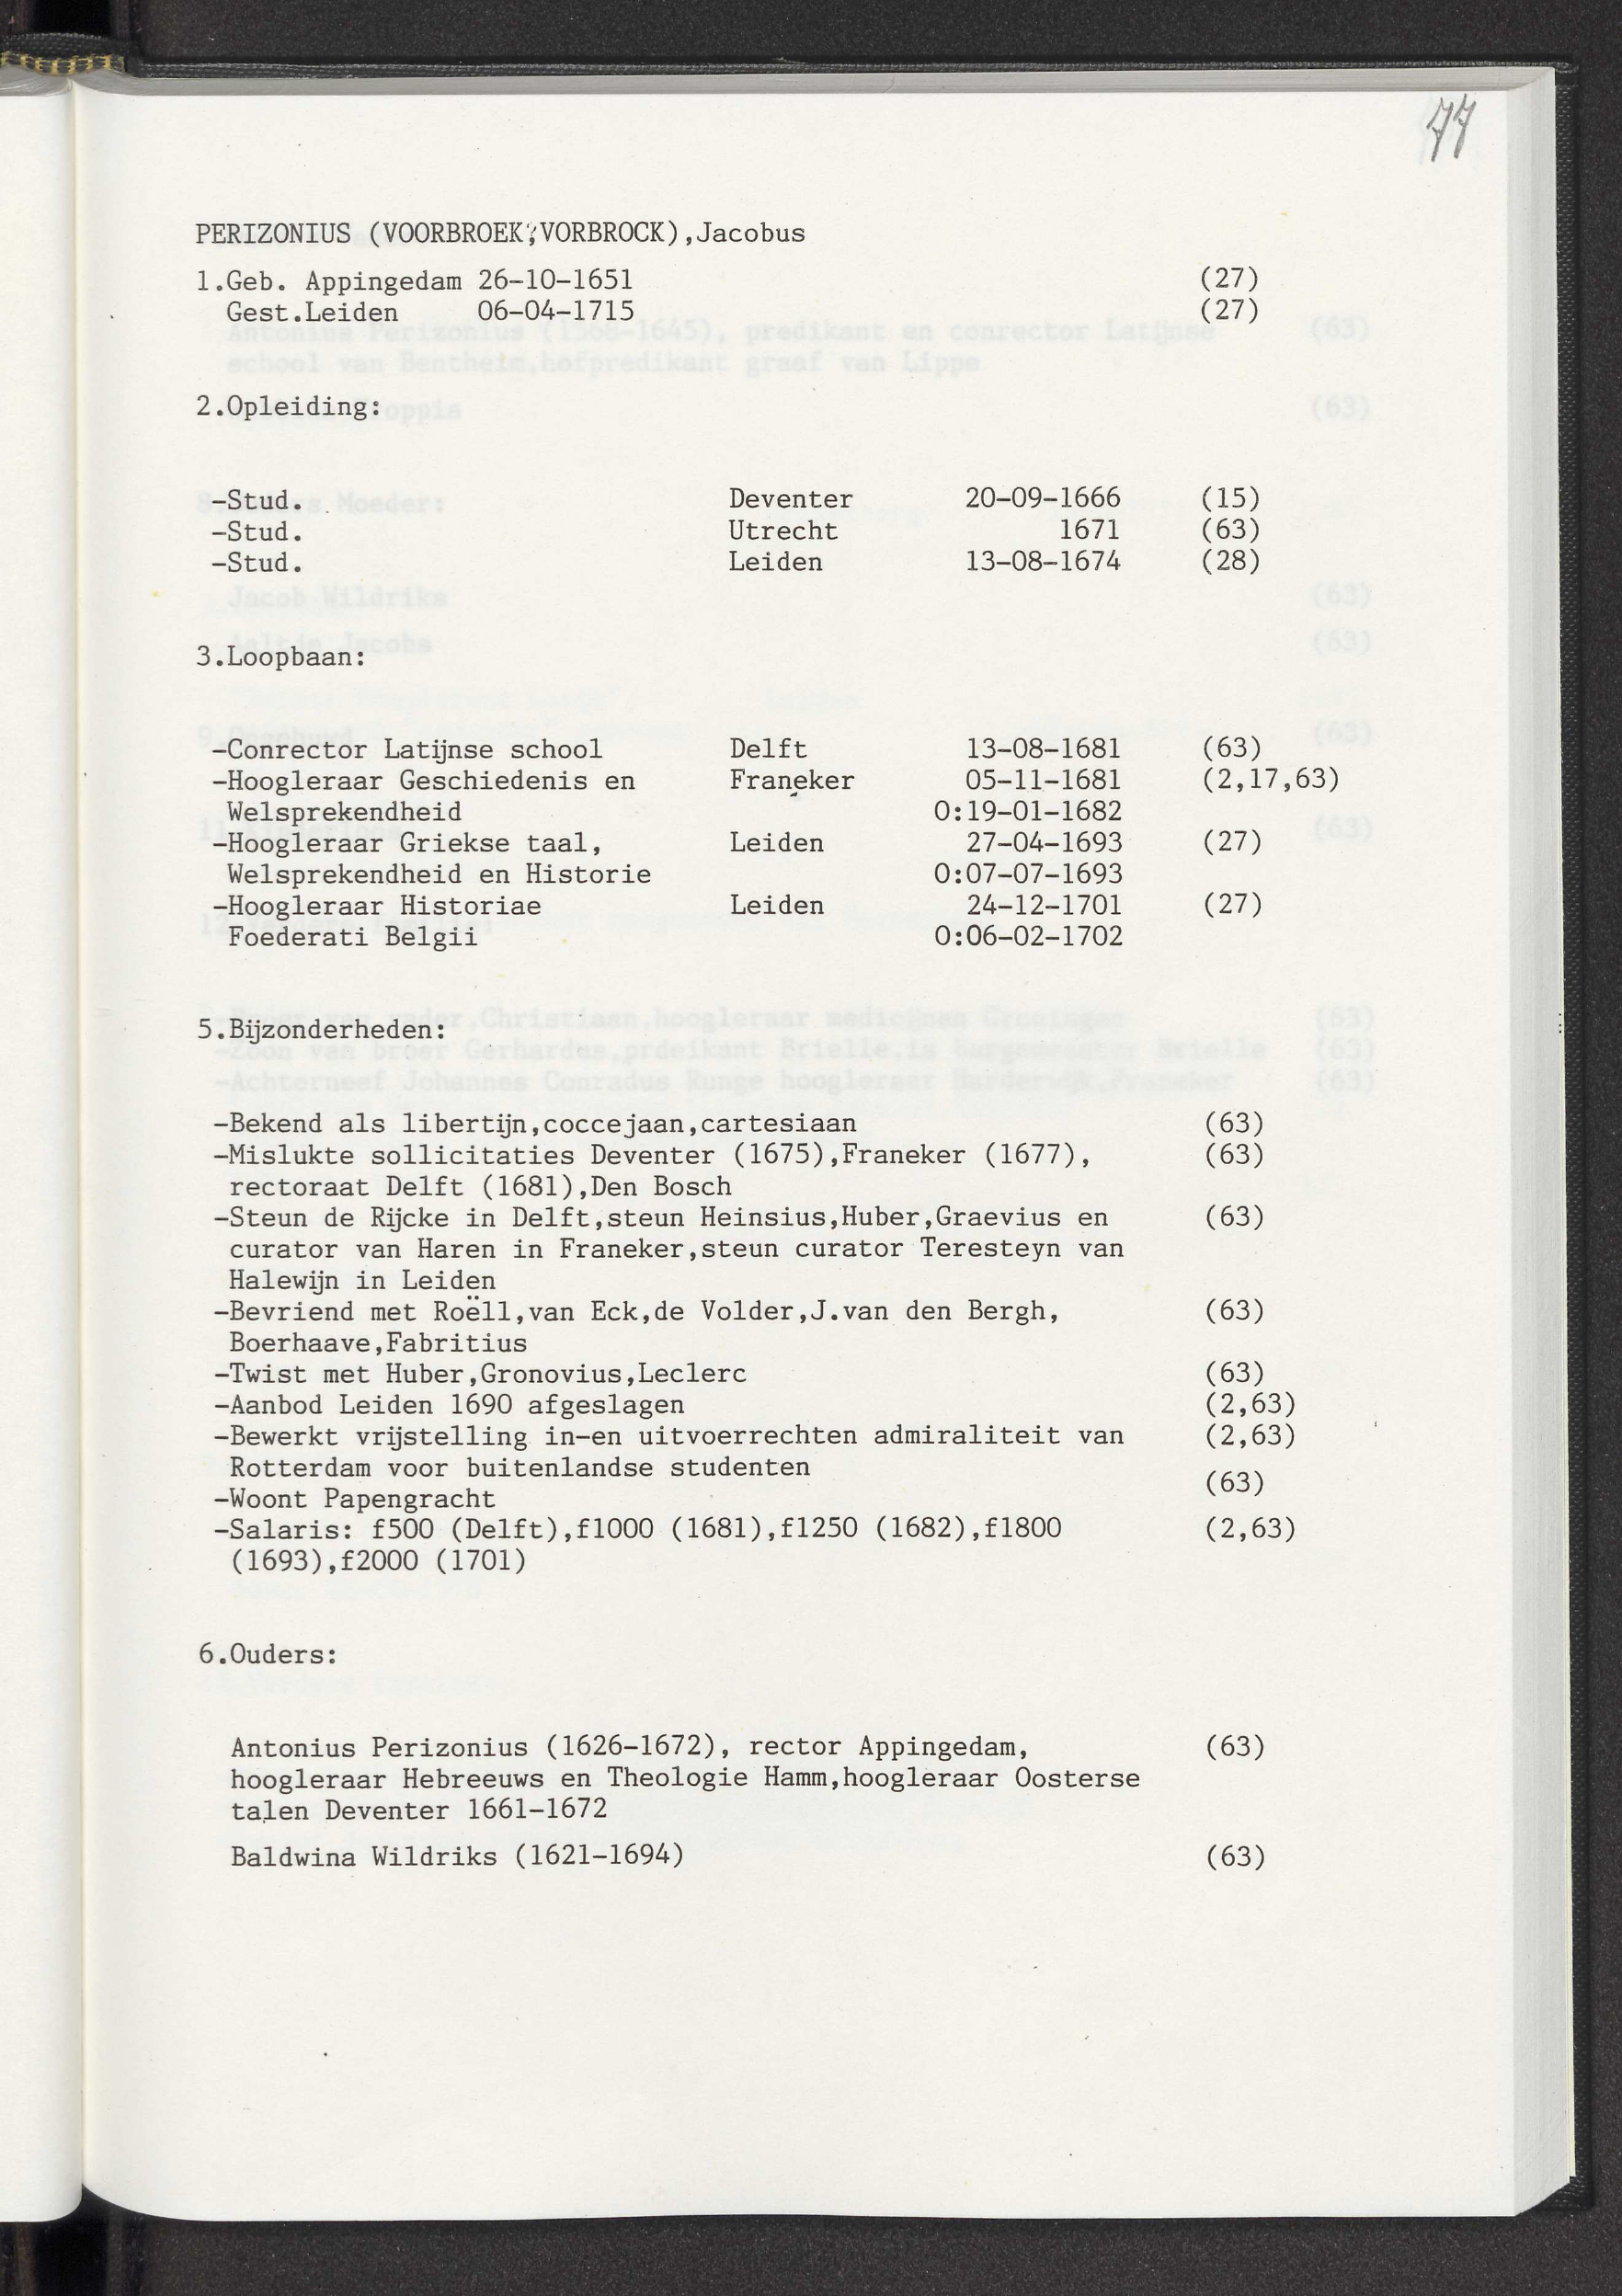 77
PERIZONIUS (VOORBROEK;VORBROCK),Jacobus
1.Geb. Appingedam 26-10-1651 (27)
Gest.Leiden 06-04-1715 (27)
2.Opleiding:
-Stud. Deventer 20-09-1666 (15)
-Stud. Utrecht 1671 (63)
-Stud. Leiden 13-08-1674 (28)
3.Loopbaan:
-Conrector Latijnse school Delft 13-08-1681 (63)
-Hoogleraar Geschiedenis en Franeker 05-11-1681 (2,17,63)
Welsprekendheid 0:19-01-1682
-Hoogleraar Griekse taal, Leiden 27-04-1693 (27)
Welsprekendheid en Historie 0:07-07-1693
-Hoogleraar Historiae Leiden 24-12-1701 (27)
Foederati Belgii 0:06-02-1702
5.Bijzonderheden:
-Bekend als libertijn,coccejaan,cartesiaan (63)
-Mislukte sollicitaties Deventer (1675),Franeker (1677), (63)
rectoraat Delft (1681),Den Bosch
-Steun de Rijcke in Delft,steun Heinsius,Huber,Graevius en (63)
curator van Haren in Franeker,steun curator Teresteyn van
Halewijn in Leiden
-Bevriend met Roëll,van Eck,de Volder,J.van den Bergh, (63)
Boerhaave,Fabritius
-Twist met Huber,Gronovius,Leclerc (63)
-Aanbod Leiden 1690 afgeslagen (2,63)
-Bewerkt vrijstelling in-en uitvoerrechten admiraliteit van (2,63)
Rotterdam voor buitenlandse studenten
-Woont Papengracht (63)
-Salaris: f500 (Delft),f1000 (1681),f1250 (1682),f1800 (2,63)
(1693),f2000 (1701)
6.Ouders:
Antonius Perizonius (1626-1672), rector Appingedam, (63)
hoogleraar Hebreeuws en Theologie Hamm,hoogleraar Oosterse
talen Deventer 1661-1672
Baldwina Wildriks (1621-1694) (63)